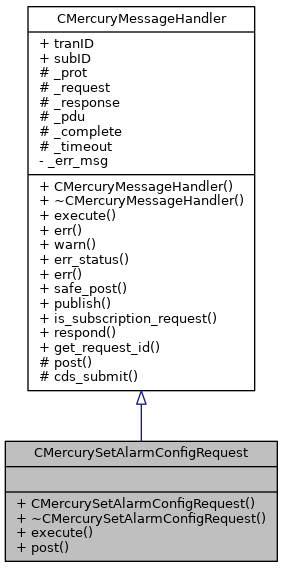 CMercuryMessageHandler
+ tranID
+ subID
# _prot
# _request
# _response
# _pdu
# _complete
# _timeout
- _err_msg
+ CMercuryMessageHandler()
+ ~CMercuryMessageHandler()
+ execute()
+ err()
+ warn()
+ err_status()
+ err()
+ safe_post()
+ publish()
+ is_subscription_request()
+ respond()
+ get_request_id()
# post()
# cds_submit()
CMercurySetAlarmConfigRequest
+ CMercurySetAlarmConfigRequest()
+ ~CMercurySetAlarmConfigRequest()
+ execute()
+ post()